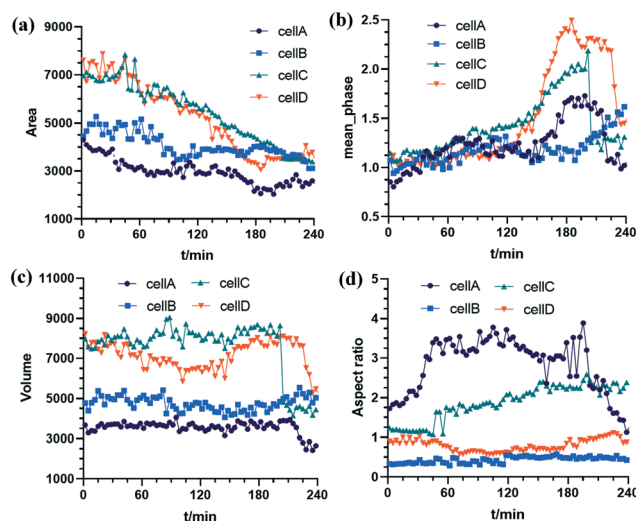 (a)
cellA
cellB
cellC
cellD
Area
9000
7000
5000
3000
1000
0 60 120 180 240
t/min
(b)
cellA
cellB
cellC
cellD
mean_phase
2.5
2.0
1.5
1.0
0.5
0 60 120 180 240
t/min
(c)
cellA cellC
cellB cellD
Volume
11000
9000
7000
5000
3000
1000
0 60 120 180 240
t/min
(d)
cellA cellC
cellB cellD
Aspect ratio
5
4
3
2
1
0
0 60 120 180 240
t/min